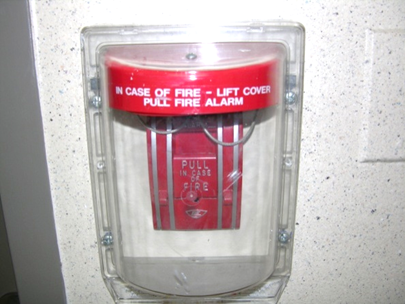 IN CASE OF FIRE - LIFT COVER
PULL FIRE ALARM
PULL
IN CASE
OF
FIRE